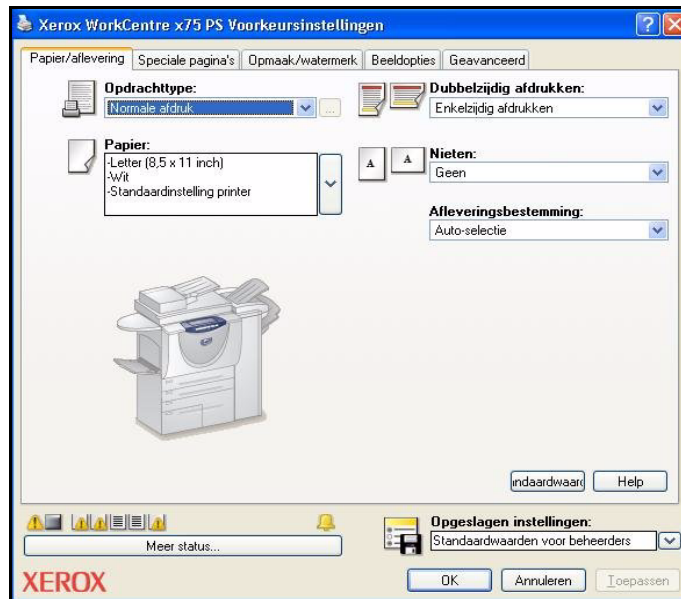 Xerox WorkCentre x75 PS Voorkeursinstellingen
Papier/aflevering
Speciale pagina's
Opmaak/watermerk
Beeldopties
Geavanceerd
Opdrachttype:
Normale afdruk
...
Dubbelzijdig afdrukken:
Enkelzijdig afdrukken
Papier:
-Letter (8,5 x 11 inch)
-Wit
-Standaardinstelling printer
A
A
Nieten:
Geen
Afleveringsbestemming:
Auto-selectie
ndaardwaar
Help
Meer status...
Opgeslagen instellingen:
Standaardwaarden voor beheerders
XEROX
OK
Annuleren
Toepassen